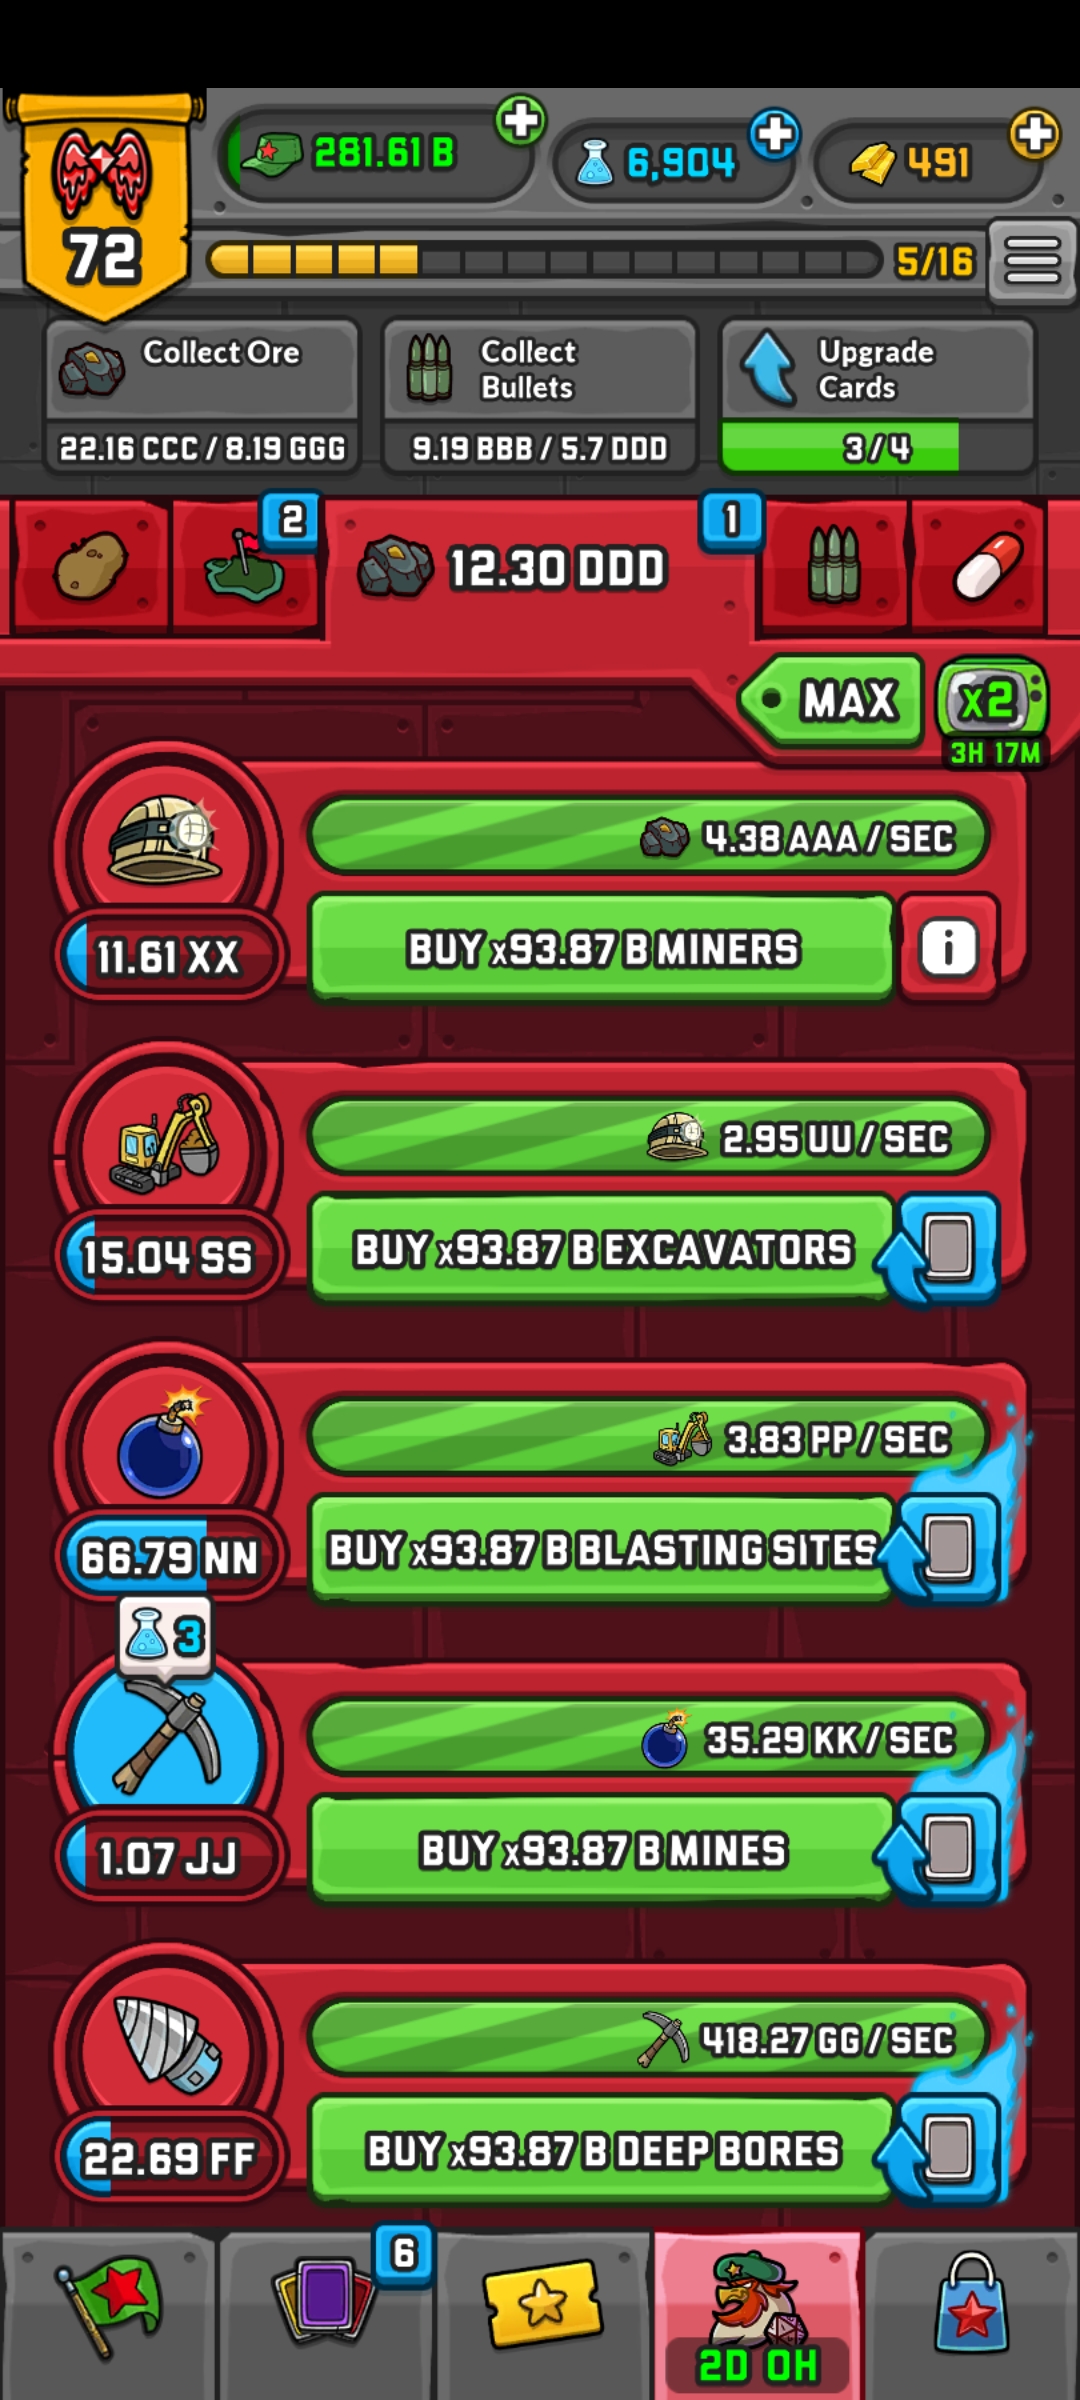 281.61 B
6,904
491
72
5/16
Collect Ore
22.16 CCC / 8.19 GGG
Collect
Bullets
9.19 BBB / 5.7 DDD
Upgrade
Cards
3/4
2
12.30 DDD
1
MAX
x2
3H 17M
4.38 AAA / SEC
11.61 XX
BUY x93.87 B MINERS
i
2.95 UU / SEC
15.04 SS
BUY x93.87 B EXCAVATORS
3.83 PP / SEC
66.79 NN
BUY x93.87 B BLASTING SITES
3
35.29 KK / SEC
1.07 JJ
BUY x93.87 B MINES
418.27 GG / SEC
22.69 FF
BUY x93.87 B DEEP BORES
6
2D 0H